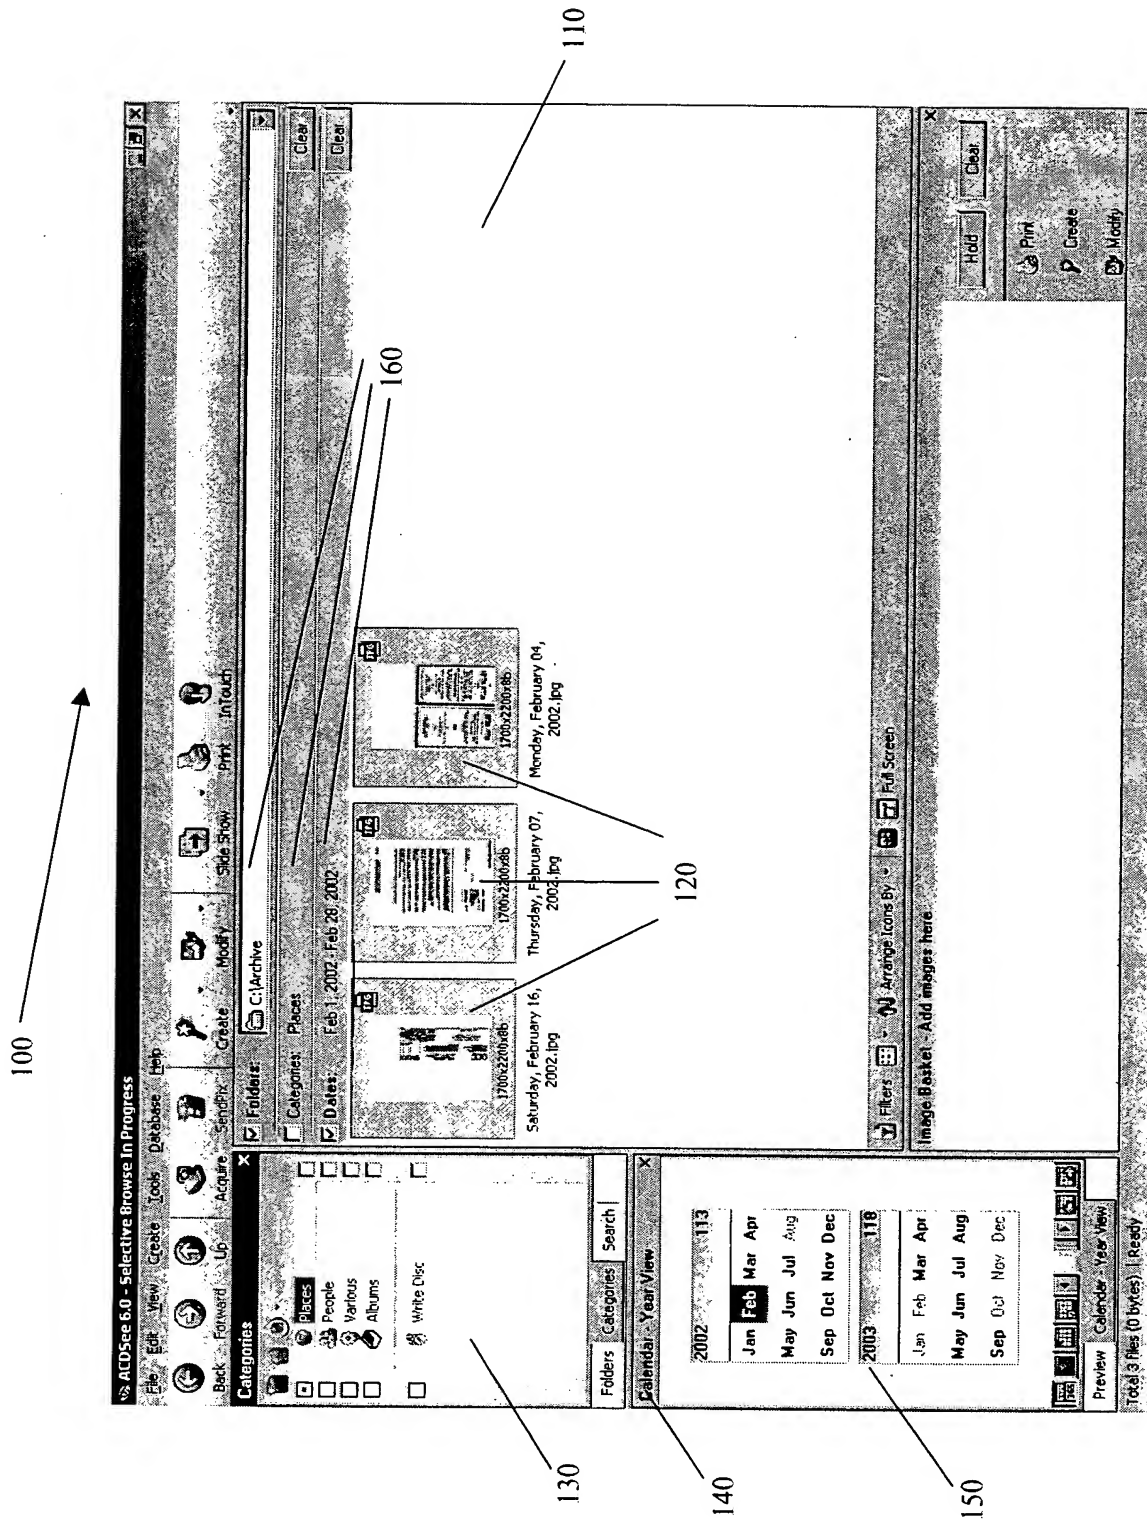 100
ACDSee 6.0 - Selective Browse In Progress
File Edit View Create Tools Database Help
Back Forward Up Acquire SendPix Create Modify Slide Show Print InTouch
Categories
Places
People
Various
Albums
Write Disc
Folders Categories Search
Folders: C:\Archive
Categories: Places Clear
Dates: Feb 1, 2002 - Feb 28, 2002 Clear
160
110
1700x2200x8b
Saturday, February 16,
2002.jpg
1700x2200x8b
Thursday, February 07,
2002.jpg
1700x2200x8b
Monday, February 04,
2002.jpg
120
130
140
Calendar - Year View
2002 113
Jan Feb Mar Apr
May Jun Jul Aug
Sep Oct Nov Dec
150
2003 118
Jan Feb Mar Apr
May Jun Jul Aug
Sep Oct Nov Dec
Preview Calender - Year View
Filters Arrange Icons By Full Screen
Image Basket - Add images here
Hold Clear
Print
Create
Modify
Total 3 files (0 bytes) Ready